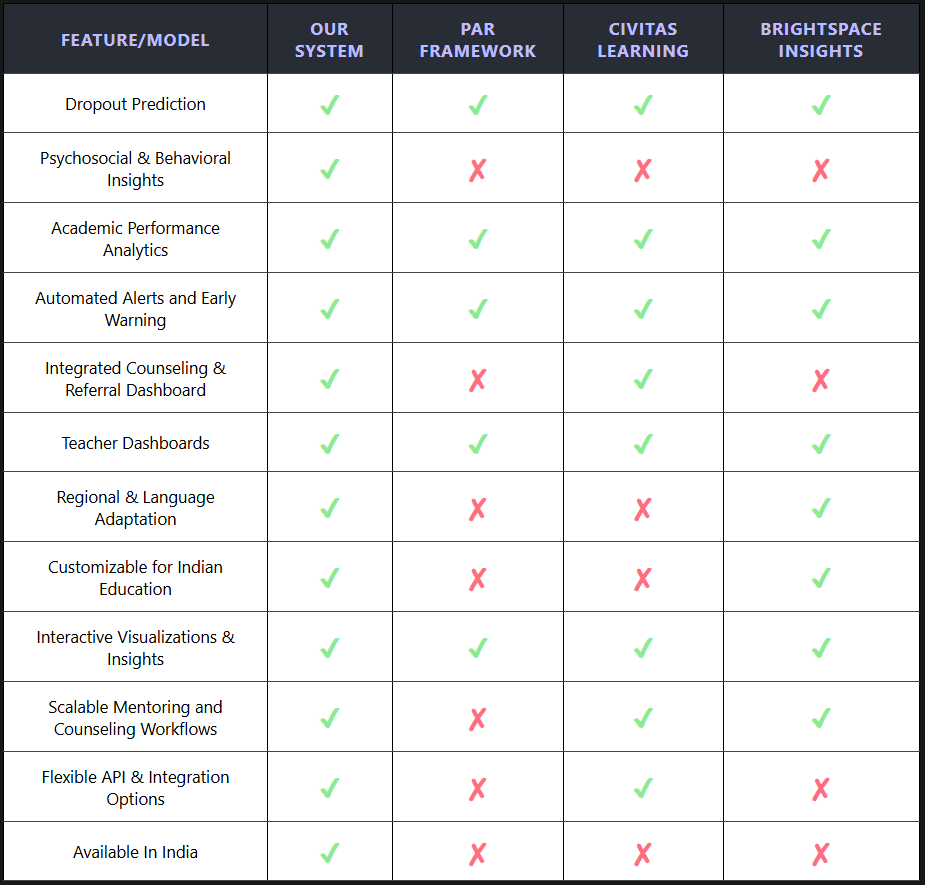 FEATURE/MODEL
OUR
SYSTEM
PAR
FRAMEWORK
CIVITAS
LEARNING
BRIGHTSPACE
INSIGHTS
Dropout Prediction
✓ ✓ ✓ ✓
Psychosocial & Behavioral
Insights
✓ ✗ ✗ ✗
Academic Performance
Analytics
✓ ✓ ✓ ✓
Automated Alerts and Early
Warning
✓ ✓ ✓ ✓
Integrated Counseling &
Referral Dashboard
✓ ✗ ✓ ✗
Teacher Dashboards
✓ ✓ ✓ ✓
Regional & Language
Adaptation
✓ ✗ ✗ ✓
Customizable for Indian
Education
✓ ✗ ✗ ✓
Interactive Visualizations &
Insights
✓ ✓ ✓ ✓
Scalable Mentoring and
Counseling Workflows
✓ ✗ ✓ ✓
Flexible API & Integration
Options
✓ ✗ ✓ ✗
Available In India
✓ ✗ ✗ ✗